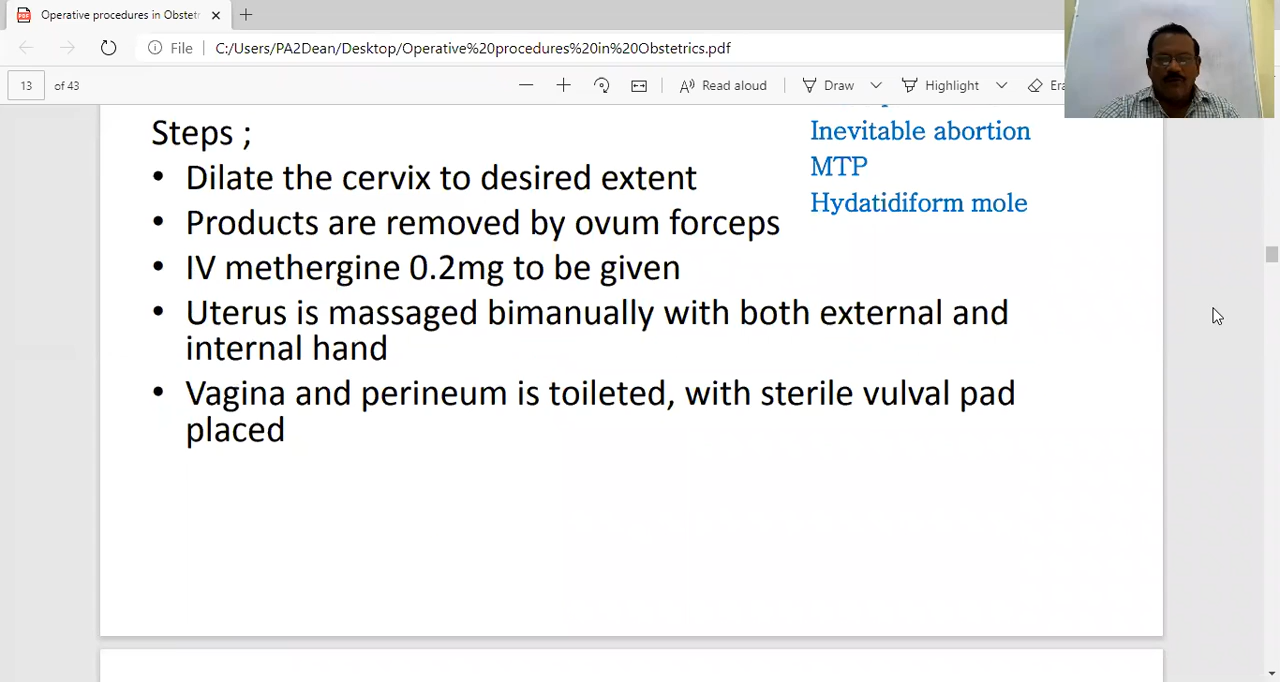 Operative procedures in Obstet
File
C:/Users/PA2Dean/Desktop/Operative%20procedures%20in%20Obstetrics.pdf
13 of 43
Read aloud
Draw
Highlight
Era
Steps ;
• Dilate the cervix to desired extent
• Products are removed by ovum forceps
• IV methergine 0.2mg to be given
• Uterus is massaged bimanually with both external and
internal hand
• Vagina and perineum is toileted, with sterile vulval pad
placed
Inevitable abortion
MTP
Hydatidiform mole